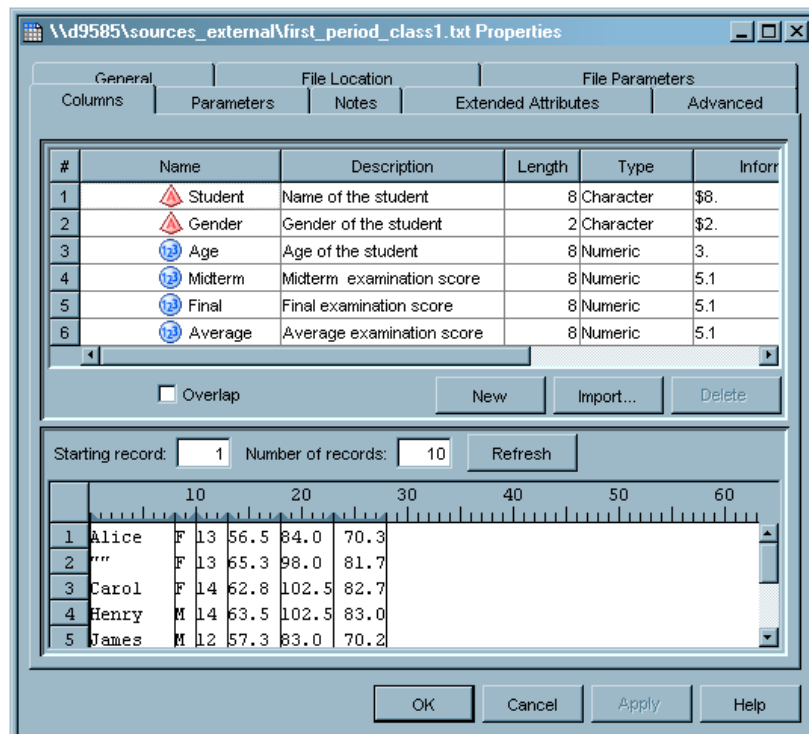 \\d9585\sources_external\first_period_class1.txt Properties
General File Location File Parameters
Columns Parameters Notes Extended Attributes Advanced
# Name Description Length Type Inforr
1 Student Name of the student 8 Character $8.
2 Gender Gender of the student 2 Character $2.
3 123 Age Age of the student 8 Numeric 3.
4 123 Midterm Midterm examination score 8 Numeric 5.1
5 123 Final Final examination score 8 Numeric 5.1
6 123 Average Average examination score 8 Numeric 5.1
Overlap New Import... Delete
Starting record: 1 Number of records: 10 Refresh
10 20 30 40 50 60
1 Alice F 13 56.5 84.0 70.3
2 "" F 13 65.3 98.0 81.7
3 Carol F 14 62.8 102.5 82.7
4 Henry M 14 63.5 102.5 83.0
5 James M 12 57.3 83.0 70.2
OK Cancel Apply Help